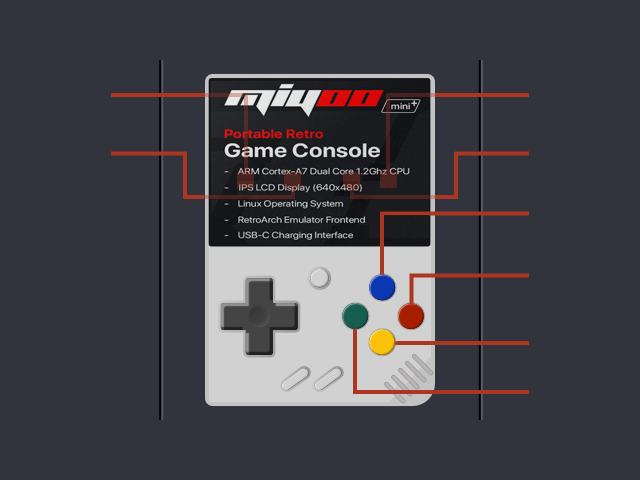 miyoo mini+
Portable Retro
Game Console
- ARM Cortex-A7 Dual Core 1.2Ghz CPU
- IPS LCD Display (640x480)
- Linux Operating System
- RetroArch Emulator Frontend
- USB-C Charging Interface